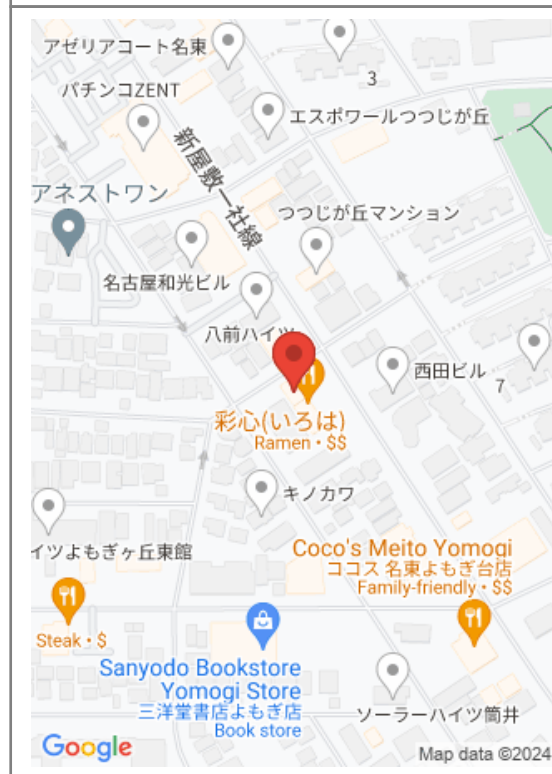 アゼリアコート名東
3
パチンコZENT
エスポワールつつじが丘
新屋敷一社線
アネストワン
つつじが丘マンション
名古屋和光ビル
八前ハイツ
西田ビル
7
彩心(いろは)
Ramen • $$
キノカワ
イツよもぎヶ丘東館
Coco's Meito Yomogi
ココス 名東よもぎ台店
Family-friendly • $$
Steak • $
Sanyodo Bookstore
Yomogi Store
三洋堂書店よもぎ店
Book store
ソーラーハイツ筒井
Google
Map data ©2024